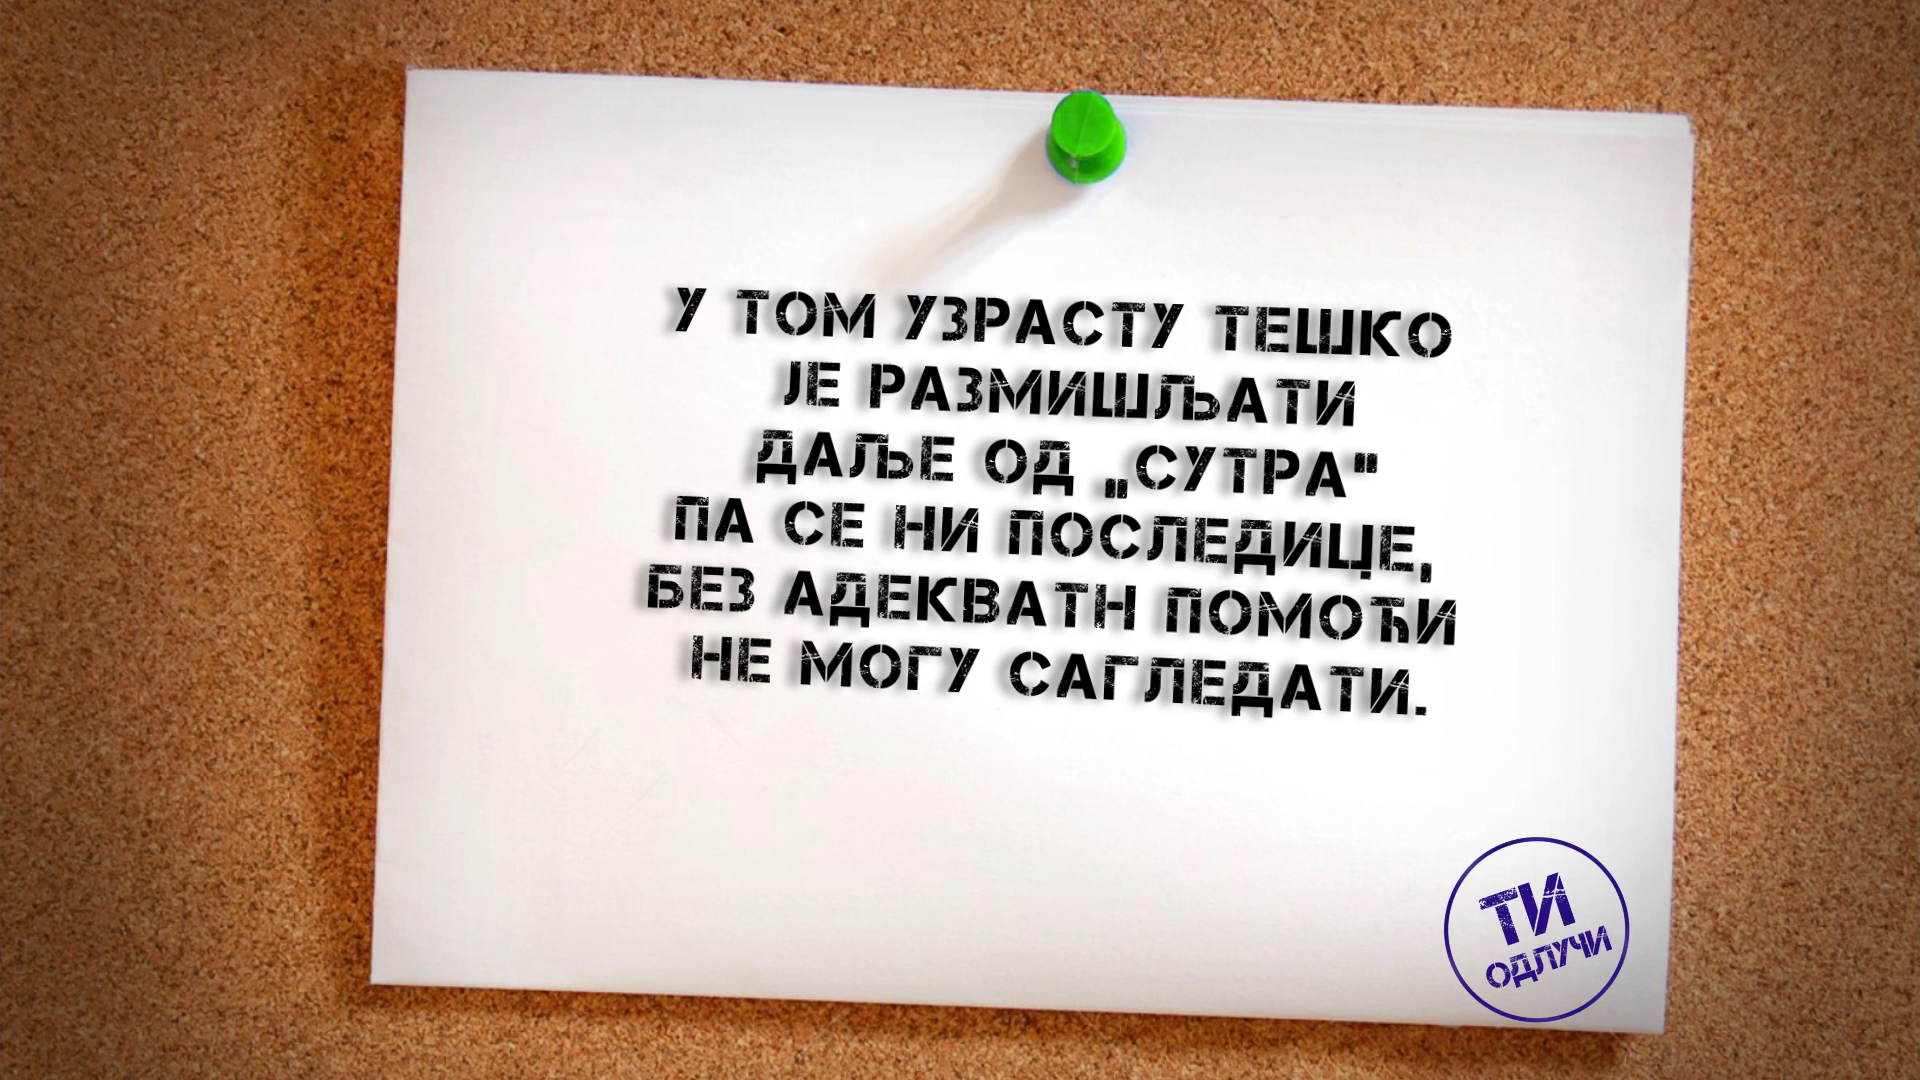 У ТОМ УЗРАСТУ ТЕШКО
ЈЕ РАЗМИШЉАТИ
ДАЉЕ ОД „СУТРА"
ПА СЕ НИ ПОСЛЕДИЦЕ,
БЕЗ АДЕКВАТН ПОМОЋИ
НЕ МОГУ САГЛЕДАТИ.
ТИ
ОДЛУЧИ